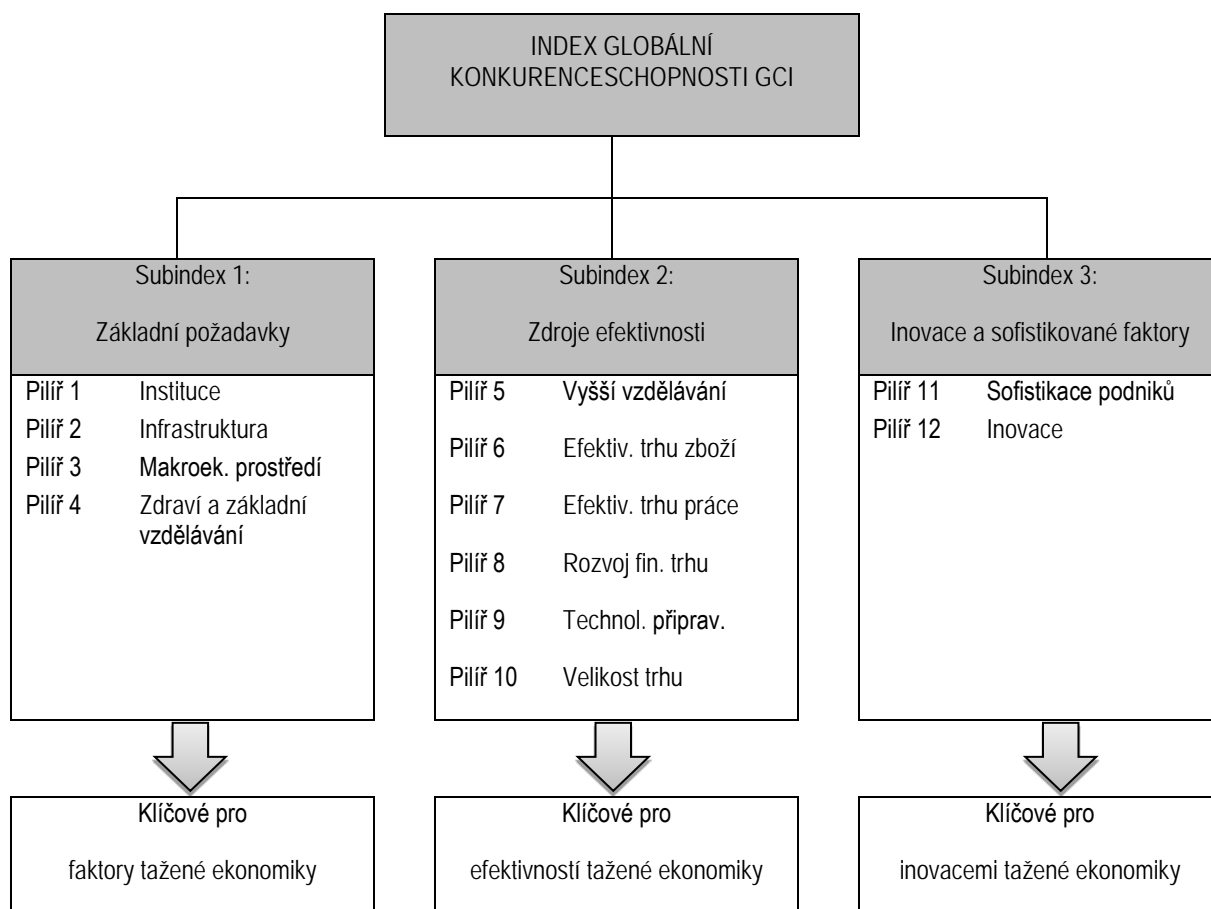 INDEX GLOBÁLNÍ
KONKURENCESCHOPNOSTI GCI
Subindex 1:
Základní požadavky
Pilíř 1 Instituce
Pilíř 2 Infrastruktura
Pilíř 3 Makroek. prostředí
Pilíř 4 Zdraví a základní
vzdělávání
Klíčové pro
faktory tažené ekonomiky
Subindex 2:
Zdroje efektivnosti
Pilíř 5 Vyšší vzdělávání
Pilíř 6 Efektiv. trhu zboží
Pilíř 7 Efektiv. trhu práce
Pilíř 8 Rozvoj fin. trhu
Pilíř 9 Technol. připrav.
Pilíř 10 Velikost trhu
Klíčové pro
efektivností tažené ekonomiky
Subindex 3:
Inovace a sofistikované faktory
Pilíř 11 Sofistikace podniků
Pilíř 12 Inovace
Klíčové pro
inovacemi tažené ekonomiky